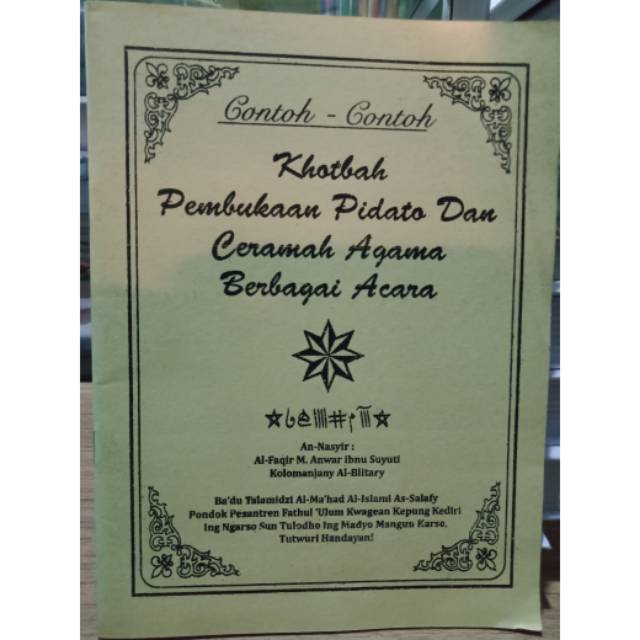 Contoh - Contoh
Khotbah
Pembukaan Pidato Dan
Ceramah Agama
Berbagai Acara
An-Nasyir :
Al-Faqir M. Anwar ibnu Suyuti
Kolomanjany Al-Blitary
Ba'du Talamidzi Al-Ma'had Al-Islami As-Salafy
Pondok Pesantren Fathul 'Ulum Kwagean Kepung Kediri
Ing Ngarso Sun Tulodho Ing Madyo Mangun Karso,
Tutwuri Handayan!